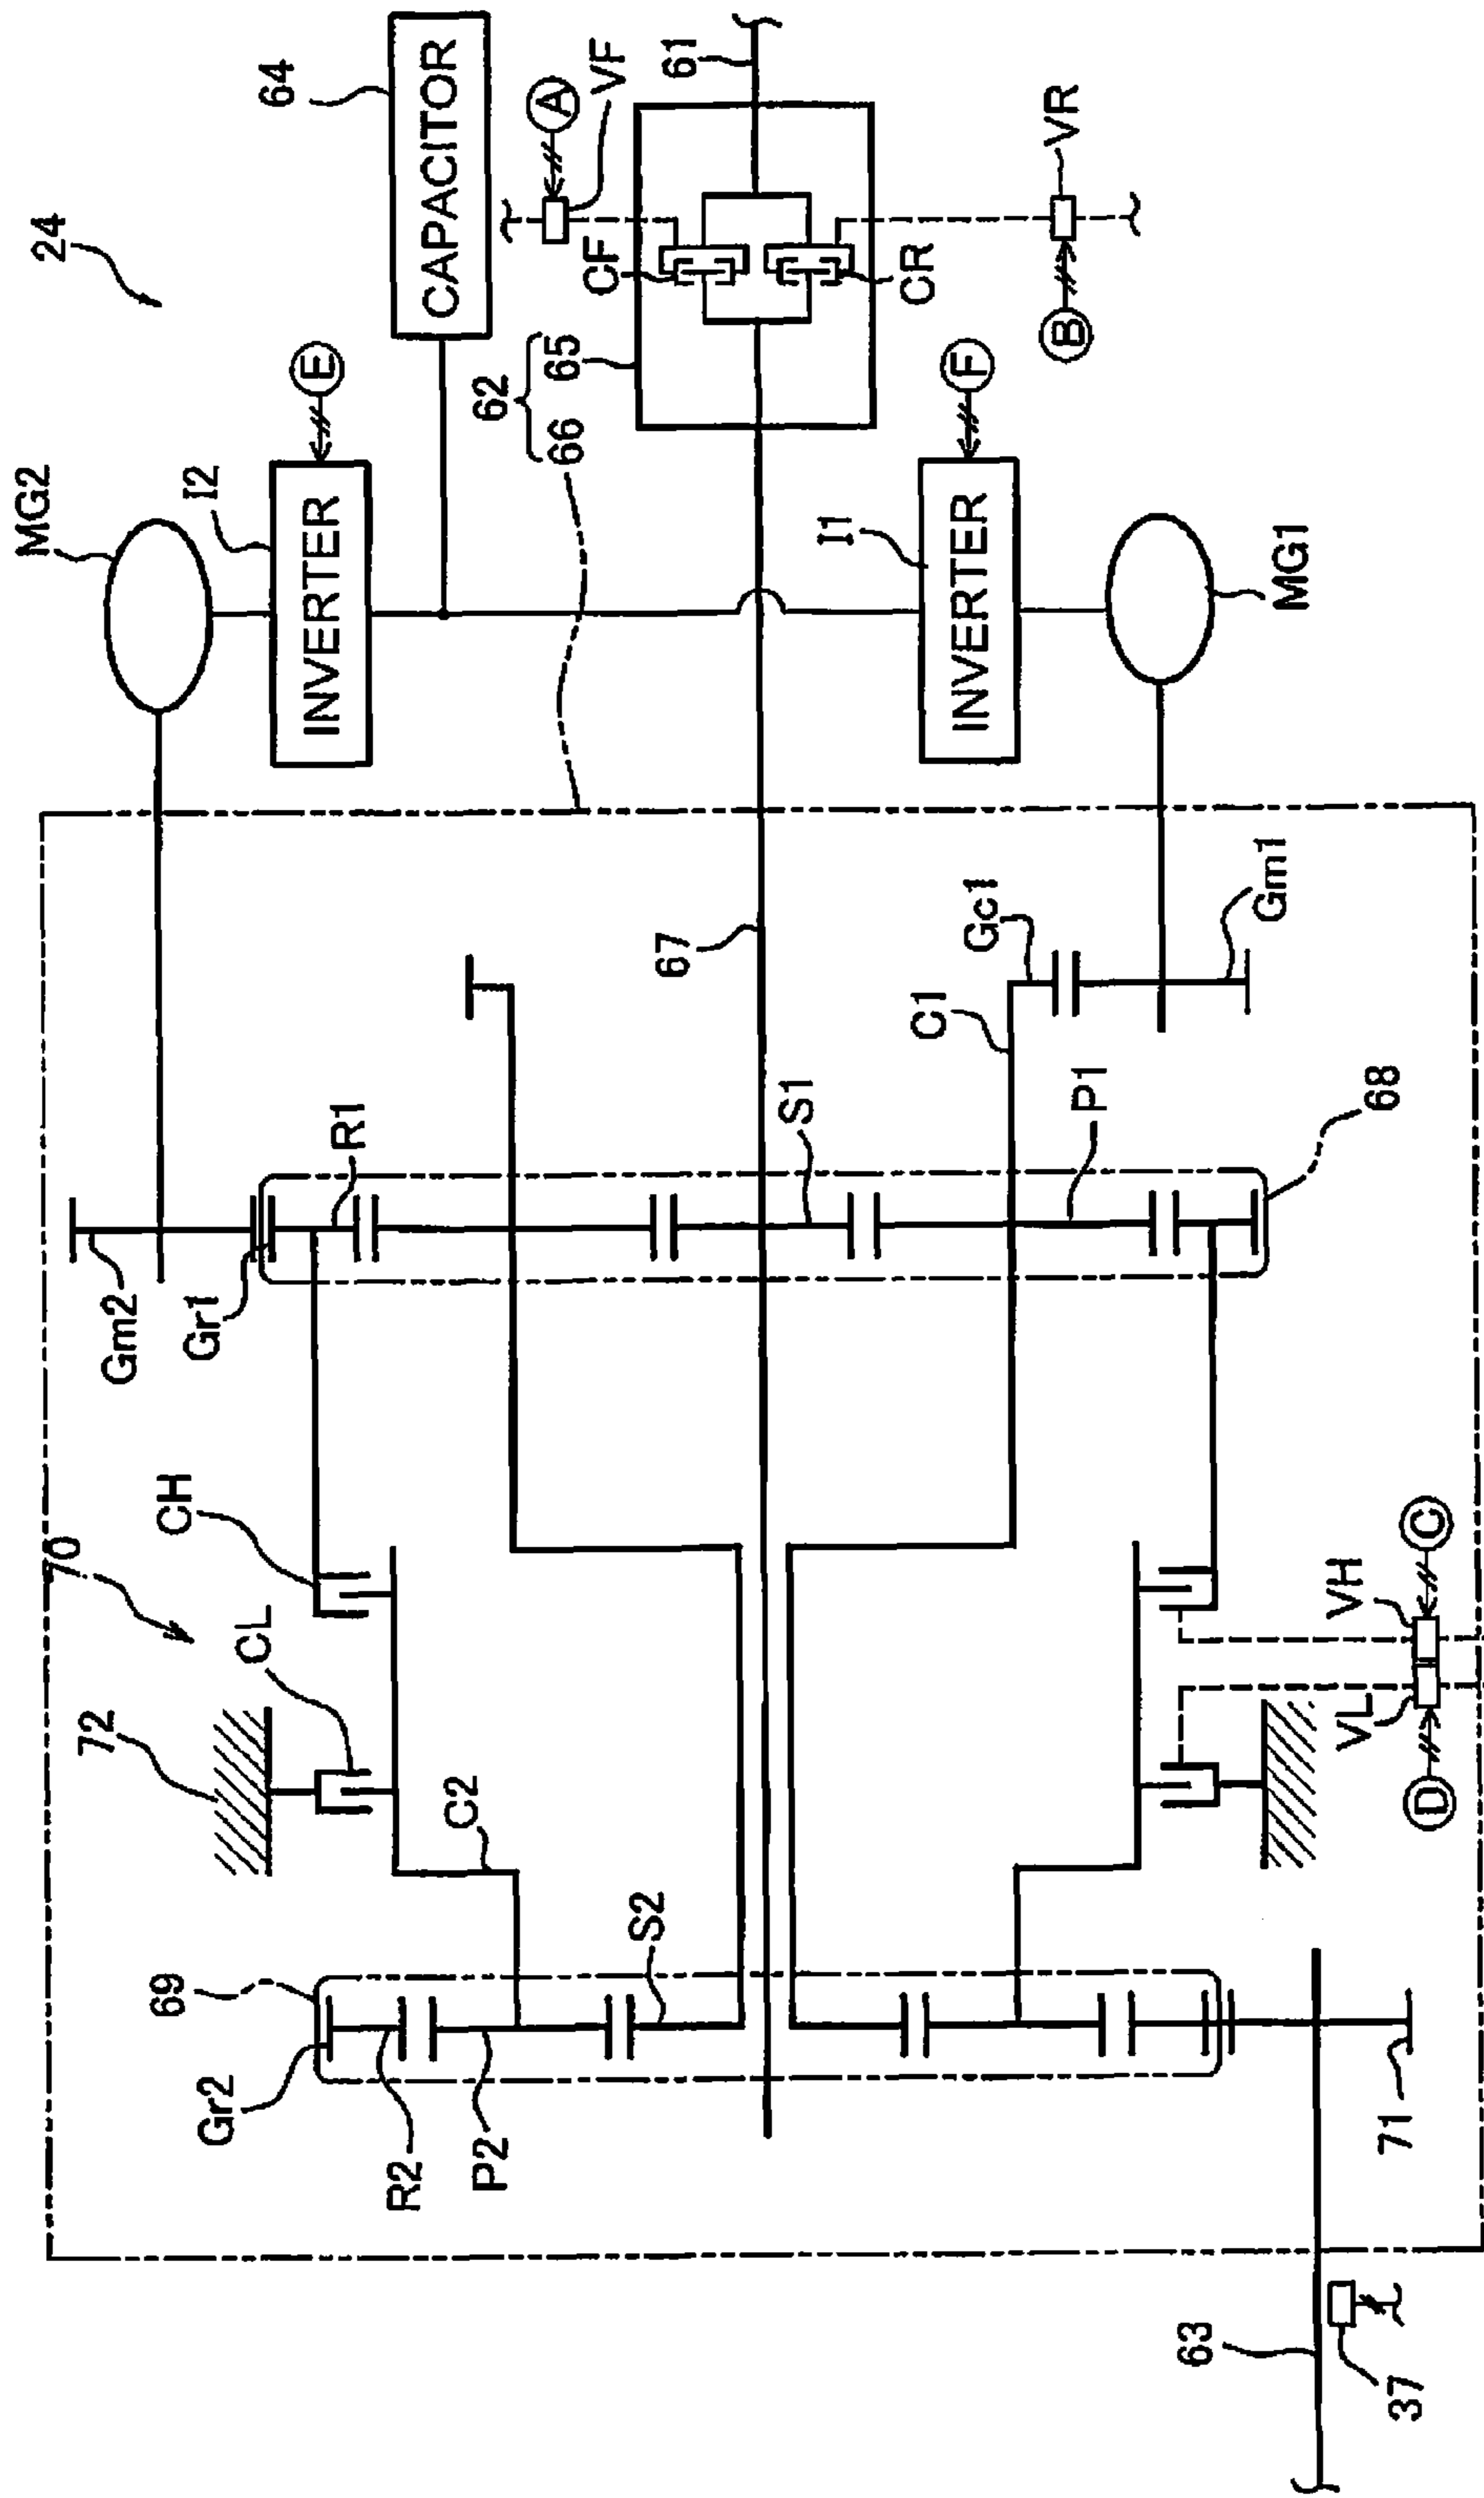 24
64
CAPACITOR
A
VF
61
VR
CF
CR
B
E
62
65
66
F
MG2
I2
INVERTER
I1
INVERTER
MG1
67
Gc1
Gm1
C1
R1
S1
P1
68
Gm2
Gr1
70
CH
CL
72
C2
VH
C
VL
D
69
S2
Gr2
R2
P2
71
63
37